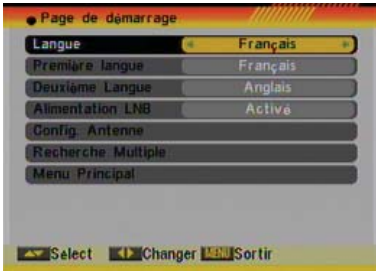 Page de démarrage
Langue Français
Première langue Français
Deuxième Langue Anglais
Alimentation LNB Activé
Config. Antenne
Recherche Multiple
Menu Principal
Sélect Changer MENU Sortir